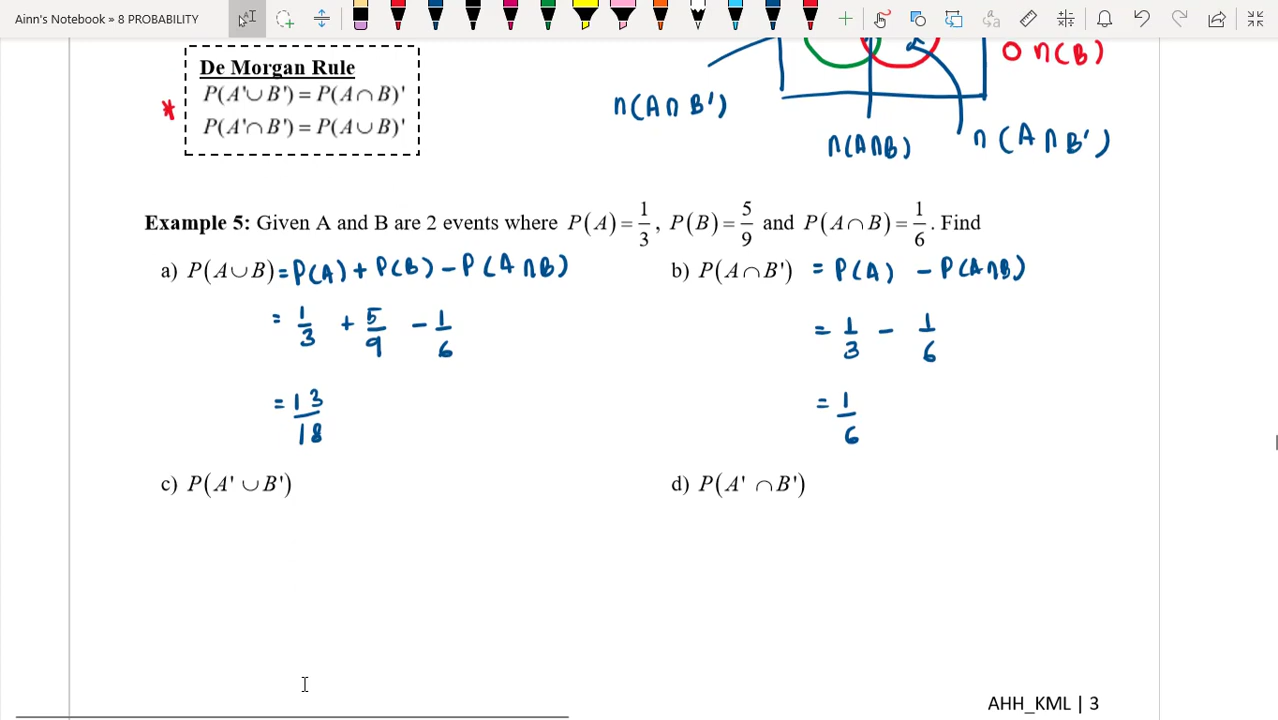 Ainn's Notebook » 8 PROBABILITY
De Morgan Rule
P(A'∪B') = P(A∩B)'
* P(A'∩B') = P(A∪B)'
O n(B)
n(A∩B')
n(A∩B)
n(A∩B')
Example 5: Given A and B are 2 events where P(A) = 1/3, P(B) = 5/9 and P(A∩B) = 1/6. Find
a) P(A∪B) = P(A) + P(B) - P(A∩B)
= 1/3 + 5/9 - 1/6
= 13/18
b) P(A∩B') = P(A) - P(A∩B)
= 1/3 - 1/6
= 1/6
c) P(A' ∪B')
d) P(A' ∩B')
AHH_KML | 3